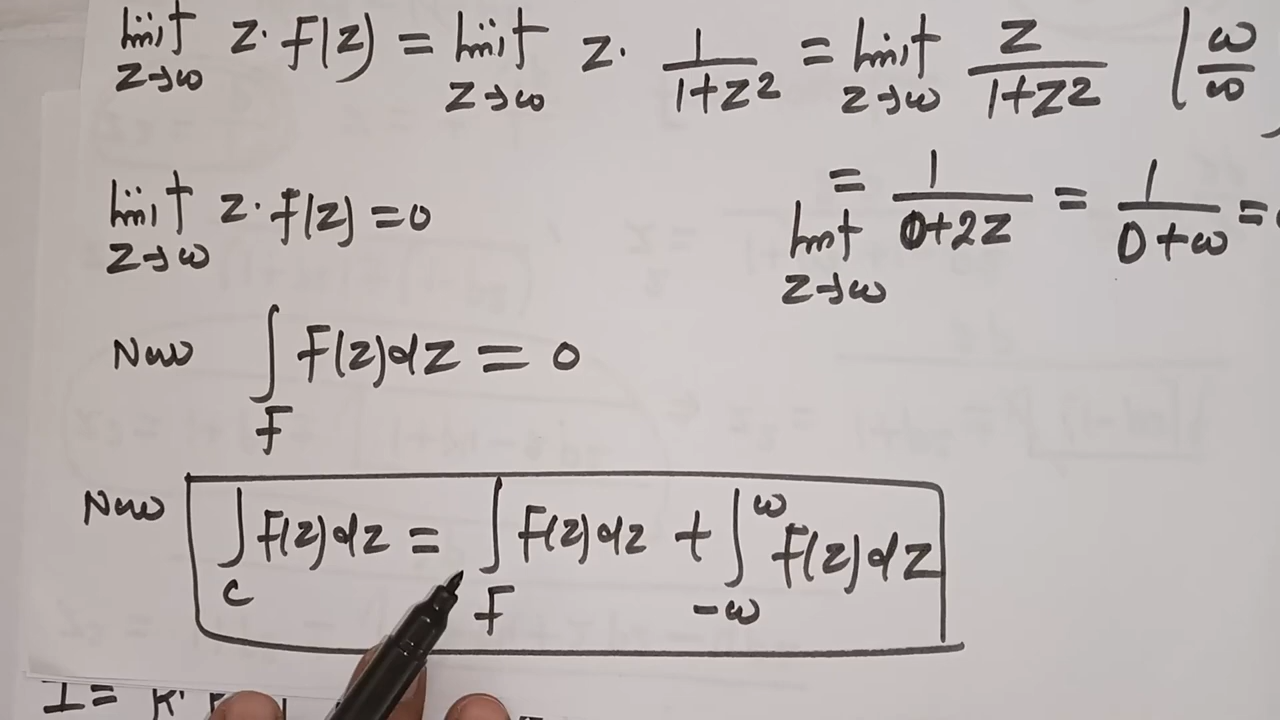 limit z→∞ z· f(z) = limit z→∞ z· 1/(1+z²) = limit z→∞ z/(1+z²) (∞/∞
= limit z→∞ 1/(0+2z) = 1/(0+∞) =
limit z→∞ z· f(z) = 0
Now ∫_Γ f(z)dz = 0
Now ∫_c f(z)dz = ∫_Γ f(z)dz + ∫_-∞^∞ f(z)dz
I =